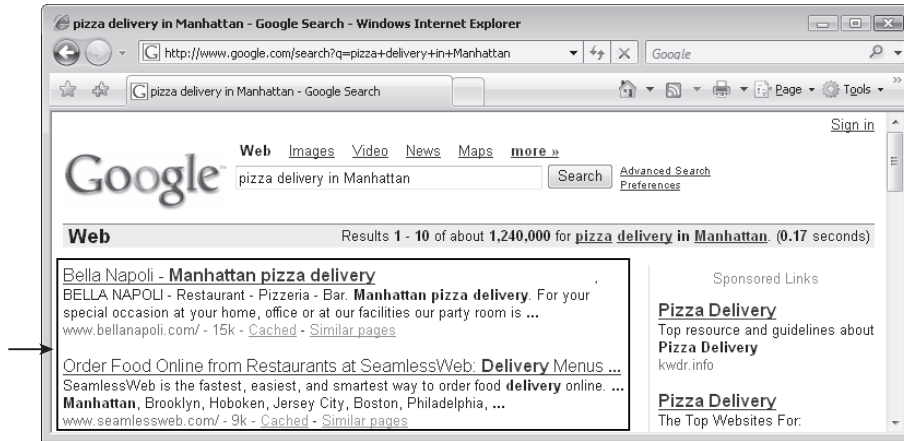 pizza delivery in Manhattan - Google Search - Windows Internet Explorer
http://www.google.com/search?q=pizza+delivery+in+Manhattan
Google
pizza delivery in Manhattan - Google Search
Page
Tools
Sign in
Google
Web Images Video News Maps more »
pizza delivery in Manhattan
Search
Advanced Search
Preferences
Web
Results 1 - 10 of about 1,240,000 for pizza delivery in Manhattan. (0.17 seconds)
Bella Napoli - Manhattan pizza delivery
BELLA NAPOLI - Restaurant - Pizzeria - Bar. Manhattan pizza delivery. For your
special occasion at your home, office or at our facilities our party room is ...
www.bellanapoli.com/ - 15k - Cached - Similar pages
Order Food Online from Restaurants at SeamlessWeb: Delivery Menus ...
SeamlessWeb is the fastest, easiest, and smartest way to order food delivery online. ...
Manhattan, Brooklyn, Hoboken, Jersey City, Boston, Philadelphia, ...
www.seamlessweb.com/ - 9k - Cached - Similar pages
Sponsored Links
Pizza Delivery
Top resource and guidelines about
Pizza Delivery
kwdr.info
Pizza Delivery
The Top Websites For: